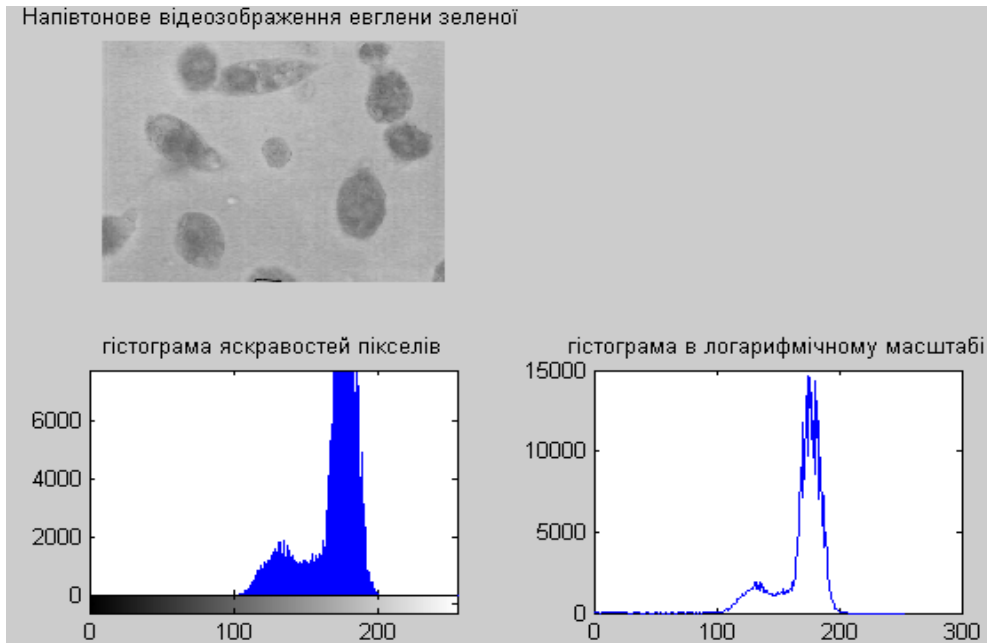 Напівтонове відеозображення евглени зеленої
гістограма яскравостей пікселів
6000
4000
2000
0
0 100 200
гістограма в логарифмічному масштабі
15000
10000
5000
0
0 100 200 300